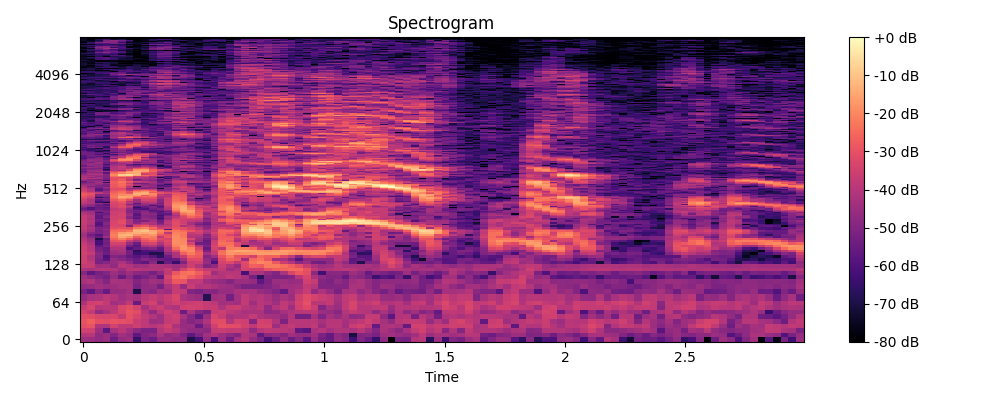 Spectrogram
Hz
4096
2048
1024
512
256
128
64
0
0 0.5 1 1.5 2 2.5
Time
+0 dB
-10 dB
-20 dB
-30 dB
-40 dB
-50 dB
-60 dB
-70 dB
-80 dB